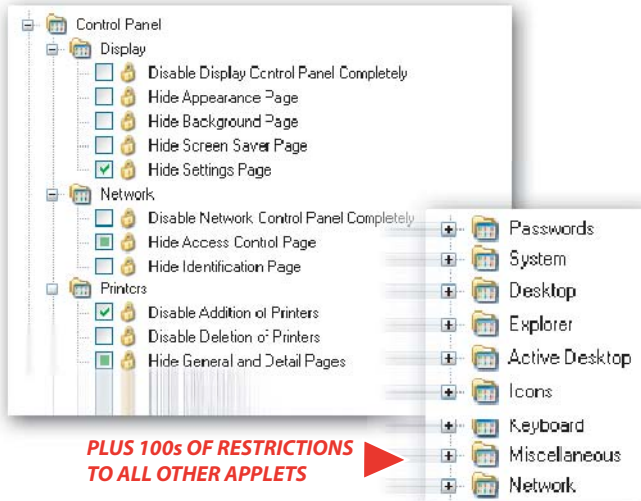 Control Panel
Display
Disable Display Control Panel Completely
Hide Appearance Page
Hide Background Page
Hide Screen Saver Page
Hide Settings Page
Network
Disable Network Control Panel Completely
Hide Access Control Page
Hide Identification Page
Printers
Disable Addition of Printers
Disable Deletion of Printers
Hide General and Detail Pages
Passwords
System
Desktop
Explorer
Active Desktop
Icons
Keyboard
Miscellaneous
Network
PLUS 100s OF RESTRICTIONS
TO ALL OTHER APPLETS